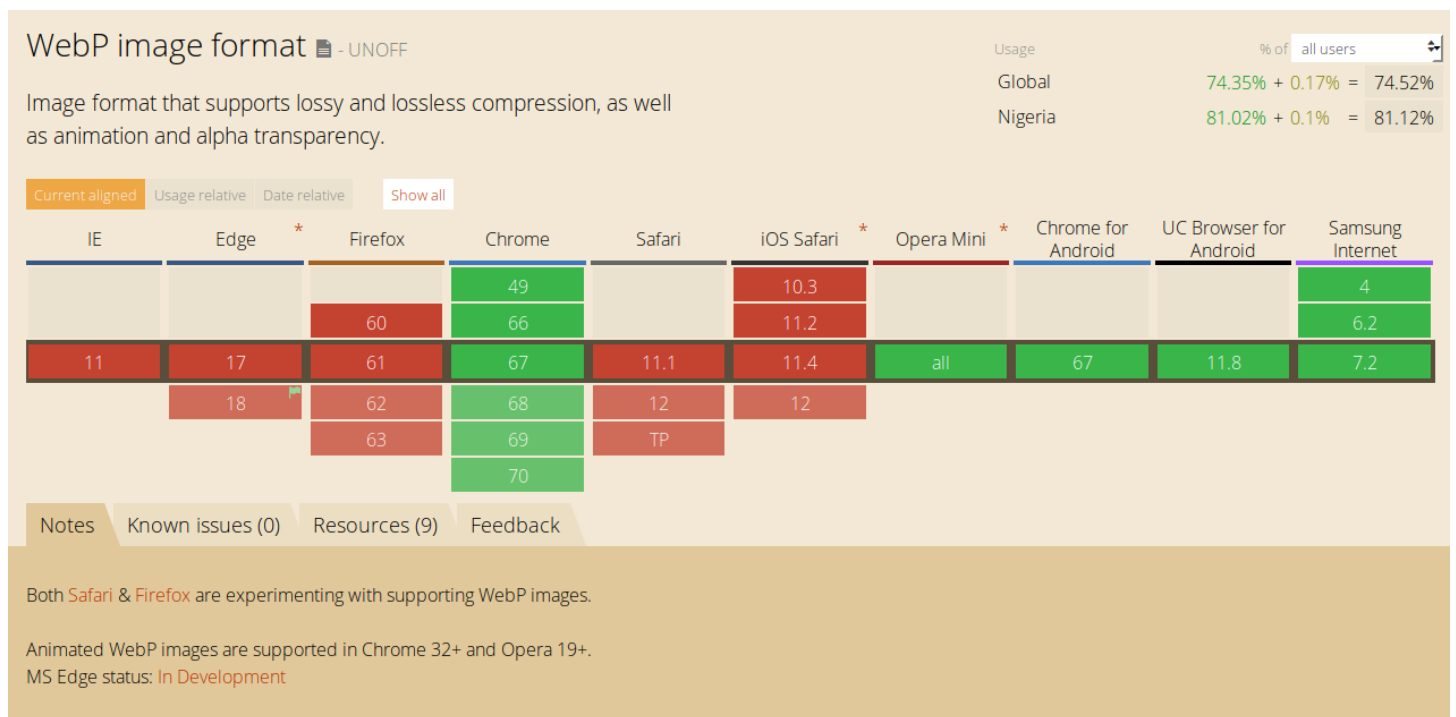 WebP image format - UNOFF
Usage % of all users
Global 74.35% + 0.17% = 74.52%
Nigeria 81.02% + 0.1% = 81.12%
Image format that supports lossy and lossless compression, as well
as animation and alpha transparency.
Current aligned Usage relative Date relative Show all
IE Edge * Firefox Chrome Safari iOS Safari * Opera Mini * Chrome for Android UC Browser for Android Samsung Internet
49 10.3 4
60 66 11.2 6.2
11 17 61 67 11.1 11.4 all 67 11.8 7.2
18 62 68 12 12
63 69 TP
70
Notes Known issues (0) Resources (9) Feedback
Both Safari & Firefox are experimenting with supporting WebP images.
Animated WebP images are supported in Chrome 32+ and Opera 19+.
MS Edge status: In Development